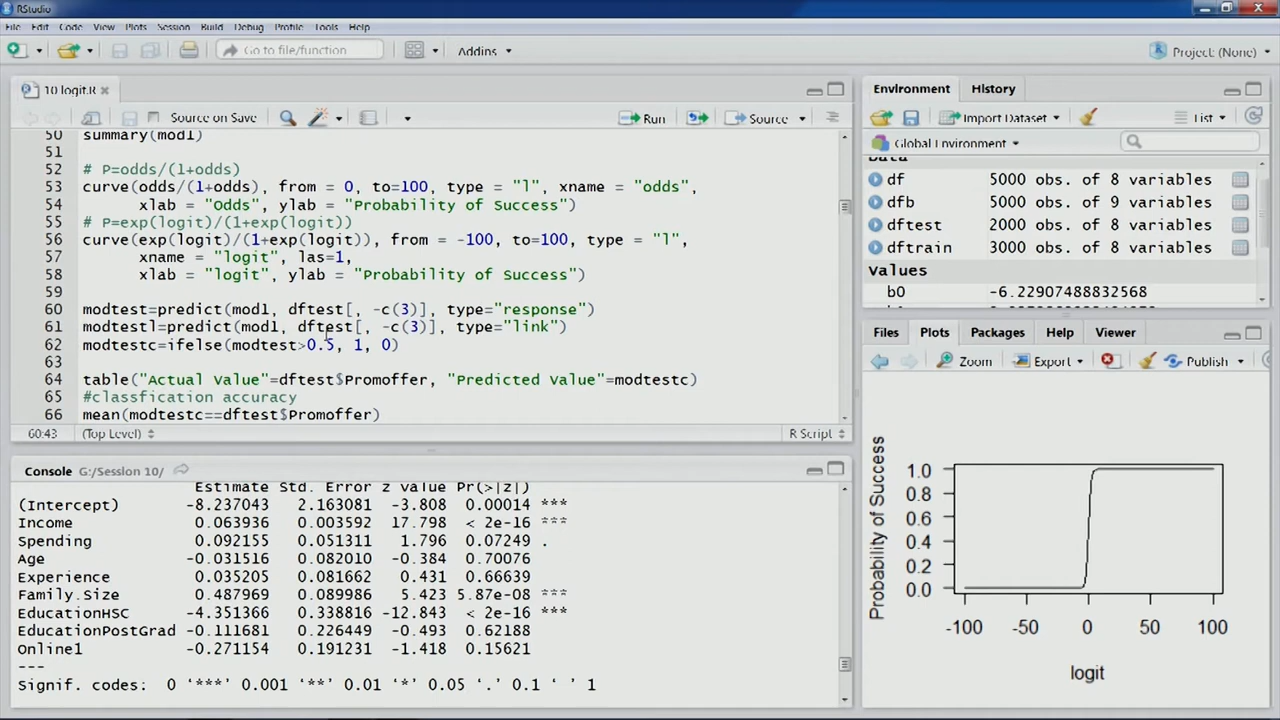 RStudio
File Edit Code View Plots Session Build Debug Profile Tools Help
Go to file/function Addins Project: (None)
10 logit.R
Source on Save Run Source
50 summary(modl)
51
52 # P=odds/(1+odds)
53 curve(odds/(1+odds), from = 0, to=100, type = "l", xname = "odds",
54 xlab = "Odds", ylab = "Probability of Success")
55 # P=exp(logit)/(1+exp(logit))
56 curve(exp(logit)/(1+exp(logit)), from = -100, to=100, type = "l",
57 xname = "logit", las=1,
58 xlab = "logit", ylab = "Probability of Success")
59
60 modtest=predict(modl, dftest[, -c(3)], type="response")
61 modtestl=predict(modl, dftest[, -c(3)], type="link")
62 modtestc=ifelse(modtest>0.5, 1, 0)
63
64 table("Actual Value"=dftest$Promoffer, "Predicted Value"=modtestc)
65 #classfication accuracy
66 mean(modtestc==dftest$Promoffer)
60:43 (Top Level) R Script
Console G:/Session 10/
Estimate Std. Error z value Pr(>|z|)
(Intercept) -8.237043 2.163081 -3.808 0.00014 ***
Income 0.063936 0.003592 17.798 < 2e-16 ***
Spending 0.092155 0.051311 1.796 0.07249 .
Age -0.031516 0.082010 -0.384 0.70076
Experience 0.035205 0.081662 0.431 0.66639
Family.Size 0.487969 0.089986 5.423 5.87e-08 ***
EducationHSC -4.351366 0.338816 -12.843 < 2e-16 ***
EducationPostGrad -0.111681 0.226449 -0.493 0.62188
Online1 -0.271154 0.191231 -1.418 0.15621
---
Signif. codes: 0 ‘***’ 0.001 ‘**’ 0.01 ‘*’ 0.05 ‘.’ 0.1 ‘ ’ 1
Environment History
Import Dataset List
Global Environment
Data
df 5000 obs. of 8 variables
dfb 5000 obs. of 9 variables
dftest 2000 obs. of 8 variables
dftrain 3000 obs. of 8 variables
Values
b0 -6.22907488832568
Files Plots Packages Help Viewer
Zoom Export Publish
Probability of Success
1.0
0.8
0.6
0.4
0.2
0.0
-100 -50 0 50 100
logit